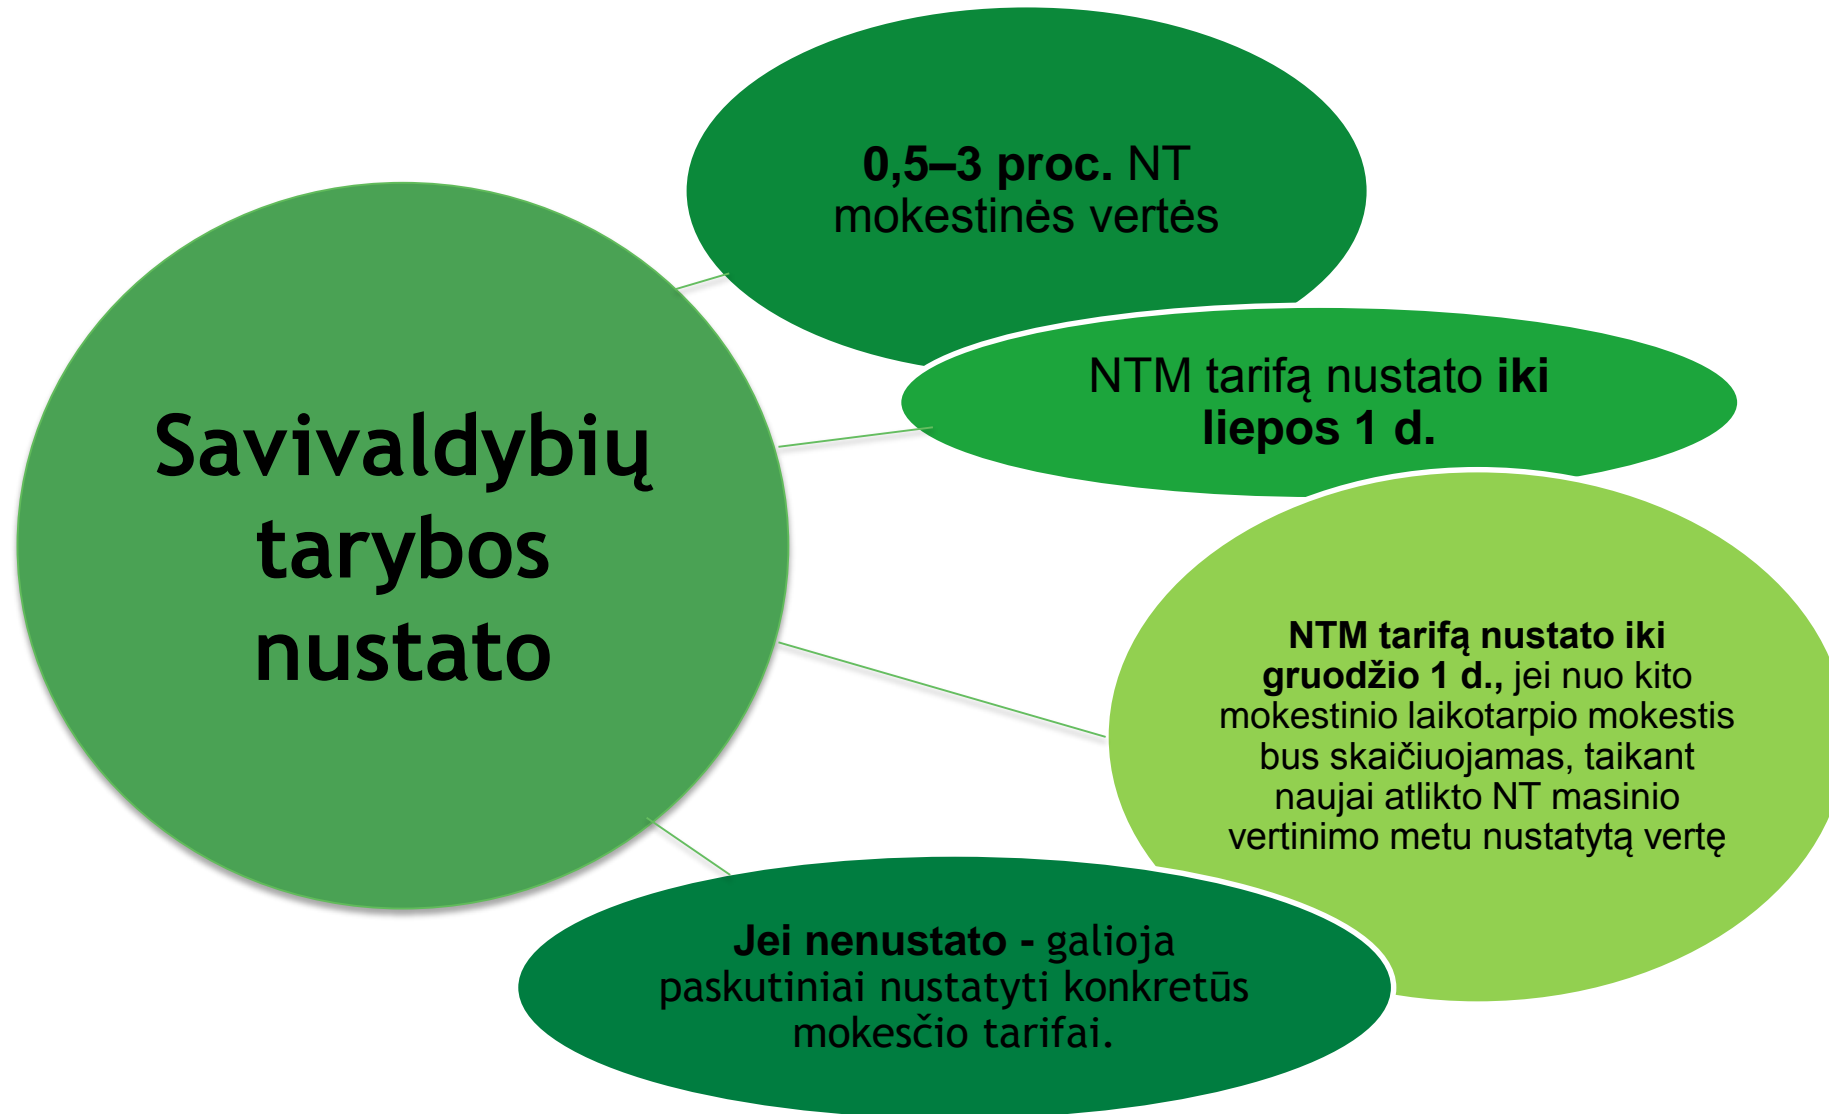 Savivaldybių
tarybos
nustato
0,5–3 proc. NT
mokestinės vertės
NTM tarifą nustato iki
liepos 1 d.
NTM tarifą nustato iki
gruodžio 1 d., jei nuo kito
mokestinio laikotarpio mokestis
bus skaičiuojamas, taikant
naujai atlikto NT masinio
vertinimo metu nustatytą vertę
Jei nenustato - galioja
paskutiniai nustatyti konkretūs
mokesčio tarifai.